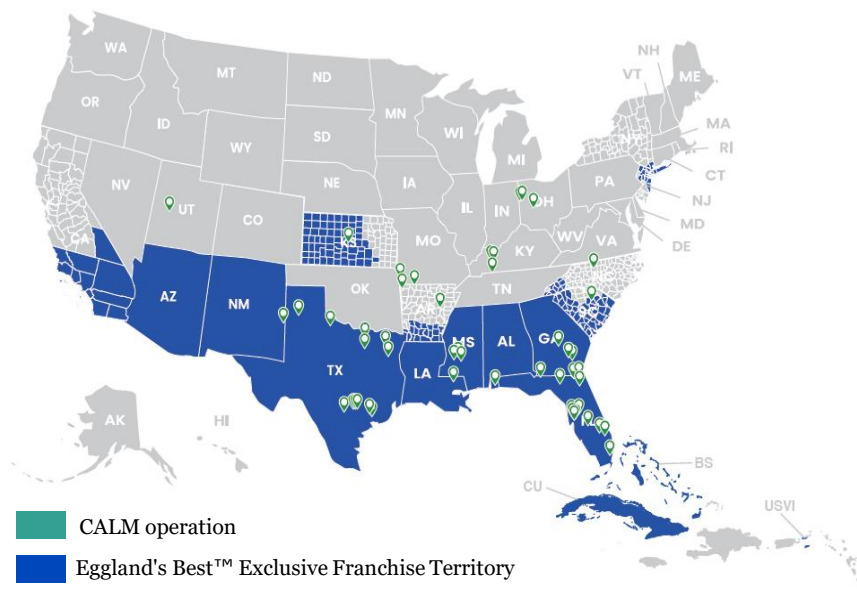 WA
MT
ND
MN
OR
ID
SD
WI
WY
MI
NH
VT
ME
NY
MA
RI
CT
NJ
MD
DE
NV
UT
CO
NE
IA
IL
IN
OH
PA
WV
VA
CA
KS
MO
KY
AZ
NM
OK
AR
TN
NC
SC
TX
LA
MS
AL
GA
FL
AK
HI
BS
CU
USVI
CALM operation
Eggland's Best™ Exclusive Franchise Territory